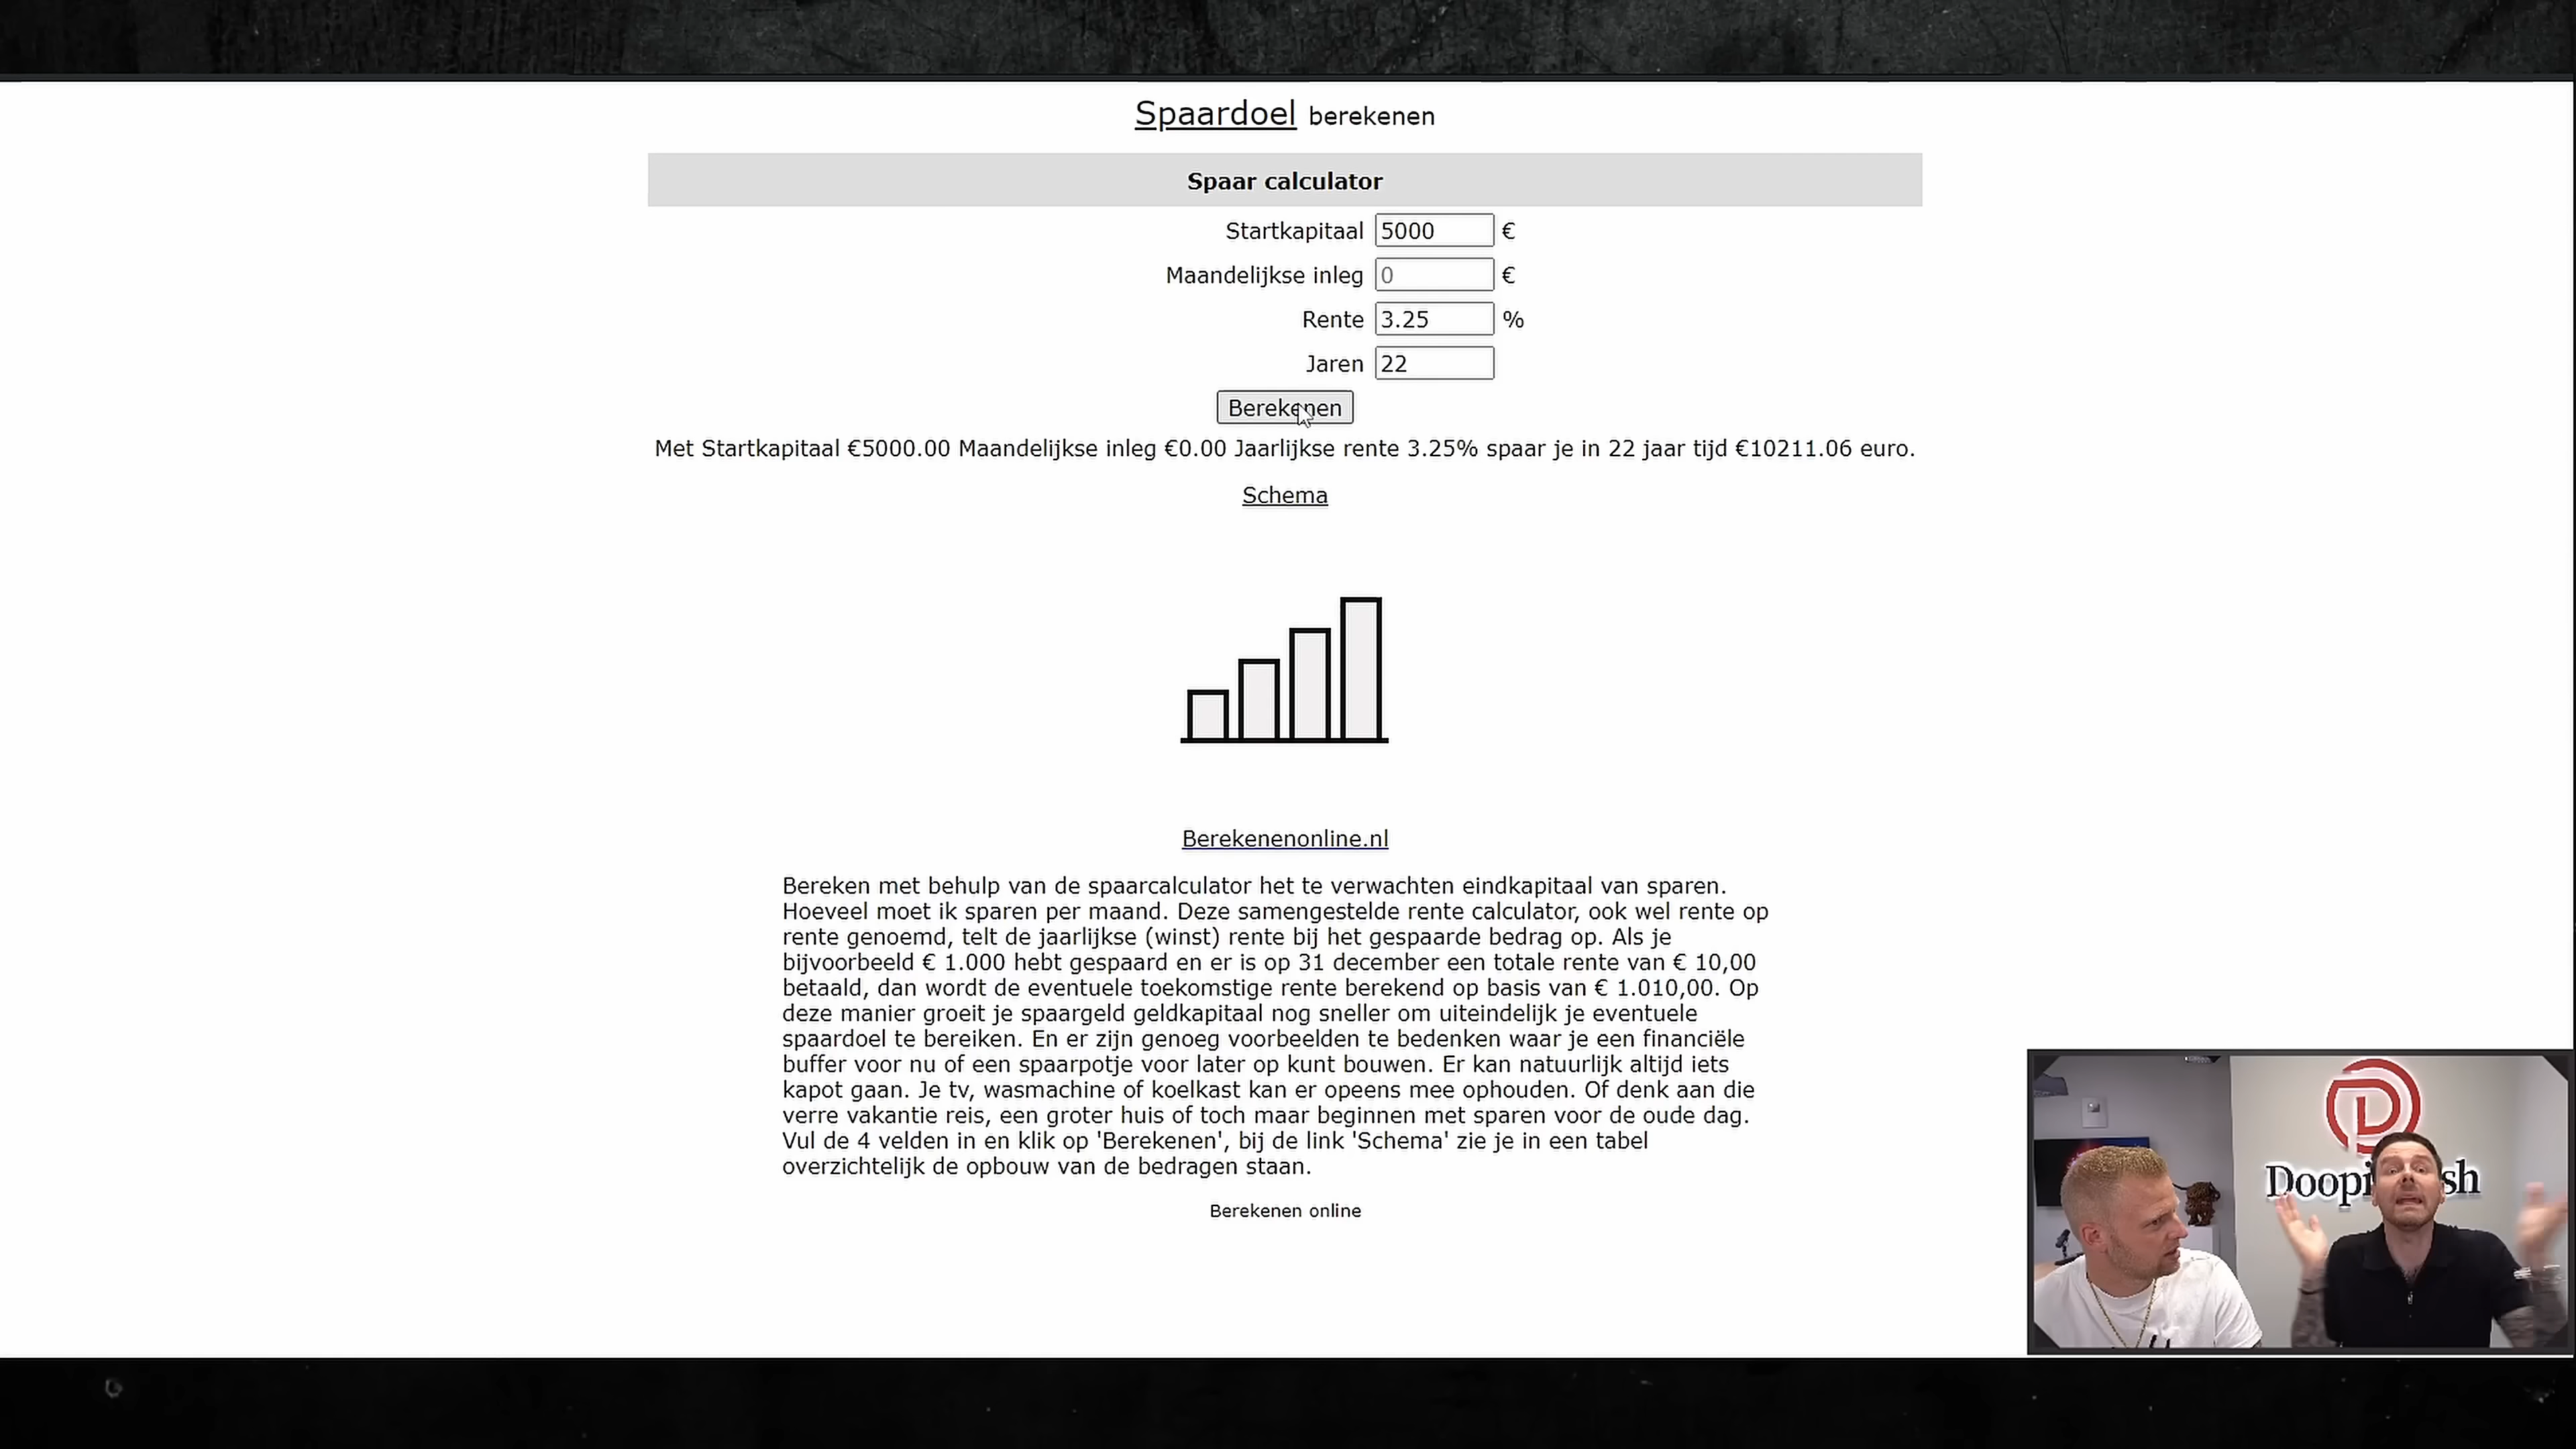 Spaardoel berekenen
Spaar calculator
Startkapitaal 5000 €
Maandelijkse inleg 0 €
Rente 3.25 %
Jaren 22
Berekenen
Met Startkapitaal €5000.00 Maandelijkse inleg €0.00 Jaarlijkse rente 3.25% spaar je in 22 jaar tijd €10211.06 euro.
Schema
Berekenenonline.nl
Bereken met behulp van de spaarcalculator het te verwachten eindkapitaal van sparen.
Hoeveel moet ik sparen per maand. Deze samengestelde rente calculator, ook wel rente op
rente genoemd, telt de jaarlijkse (winst) rente bij het gespaarde bedrag op. Als je
bijvoorbeeld € 1.000 hebt gespaard en er is op 31 december een totale rente van € 10,00
betaald, dan wordt de eventuele toekomstige rente berekend op basis van € 1.010,00. Op
deze manier groeit je spaargeld geldkapitaal nog sneller om uiteindelijk je eventuele
spaardoel te bereiken. En er zijn genoeg voorbeelden te bedenken waar je een financiële
buffer voor nu of een spaarpotje voor later op kunt bouwen. Er kan natuurlijk altijd iets
kapot gaan. Je tv, wasmachine of koelkast kan er opeens mee ophouden. Of denk aan die
verre vakantie reis, een groter huis of toch maar beginnen met sparen voor de oude dag.
Vul de 4 velden in en klik op 'Berekenen', bij de link 'Schema' zie je in een tabel
overzichtelijk de opbouw van de bedragen staan.
Berekenen online